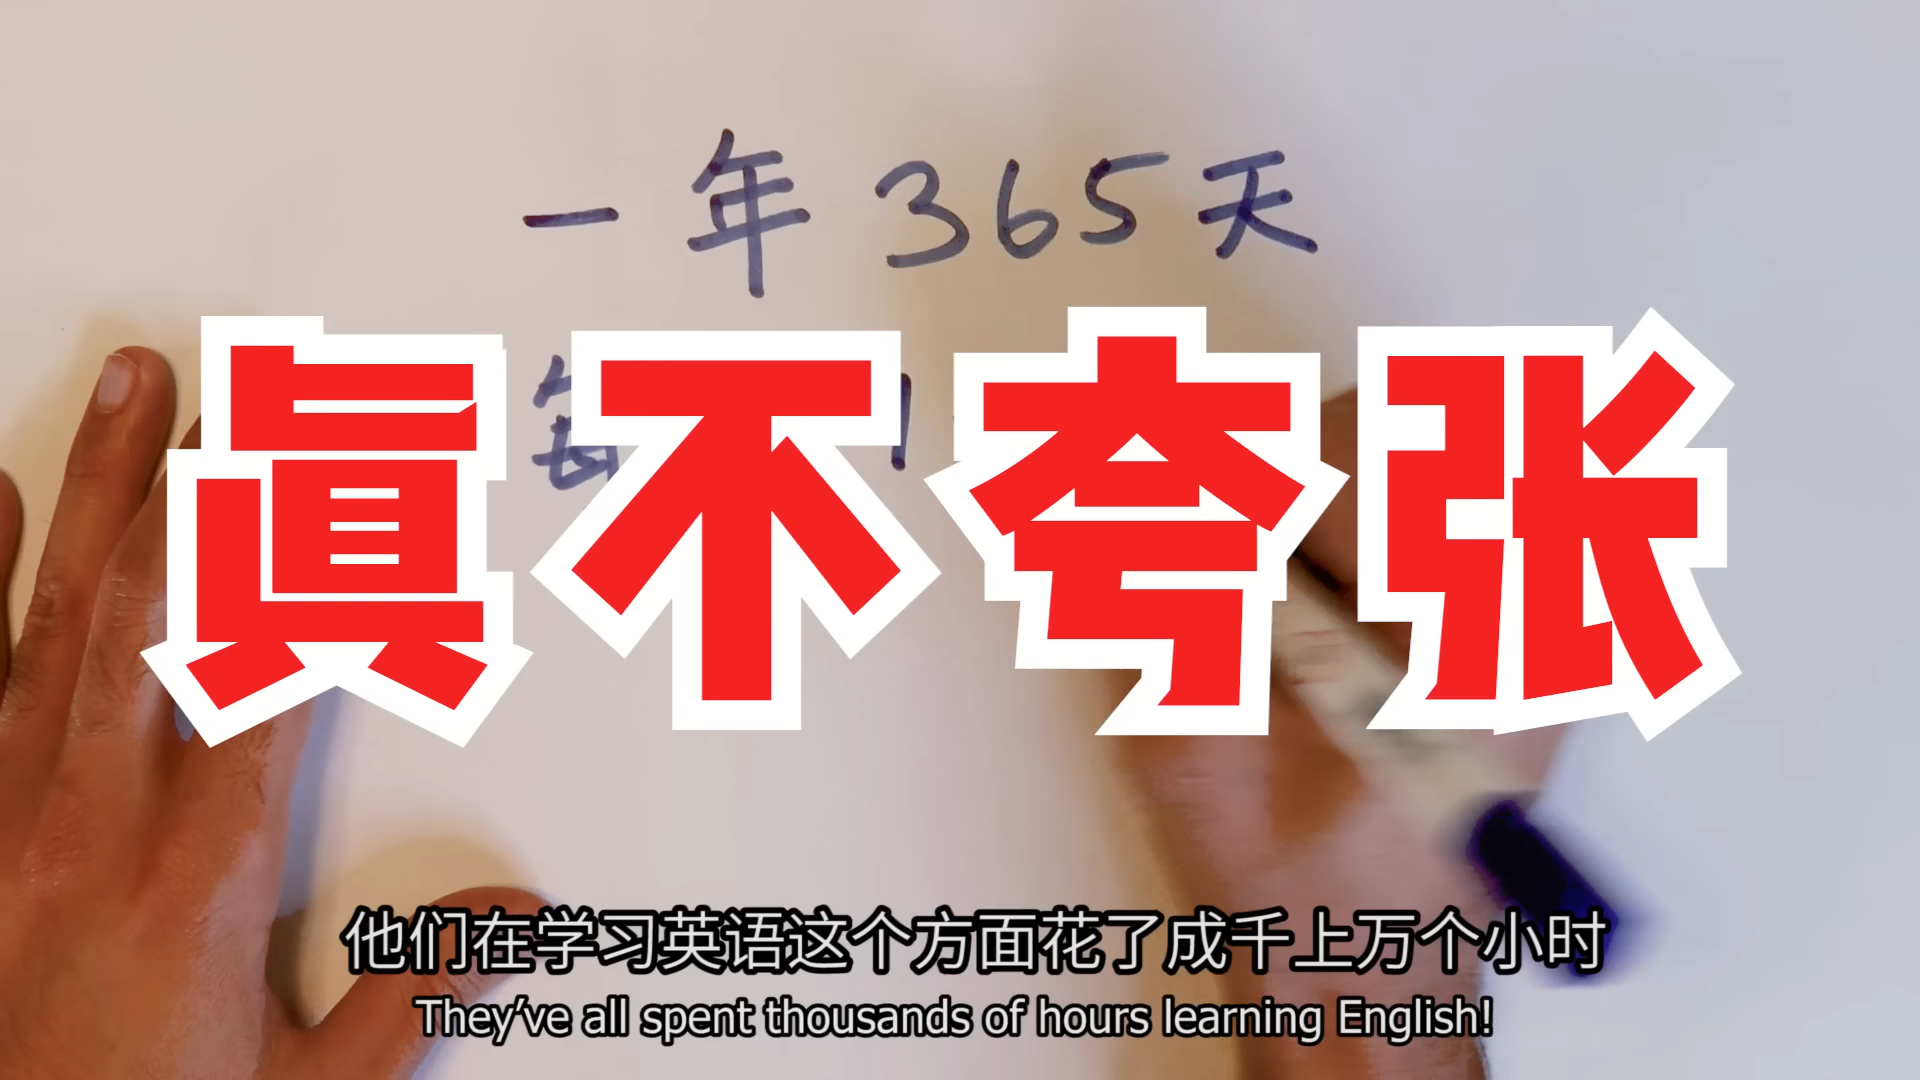 一年365天
每
眞不夸张
他们在学习英语这个方面花了成千上万个小时
They've all spent thousands of hours learning English!